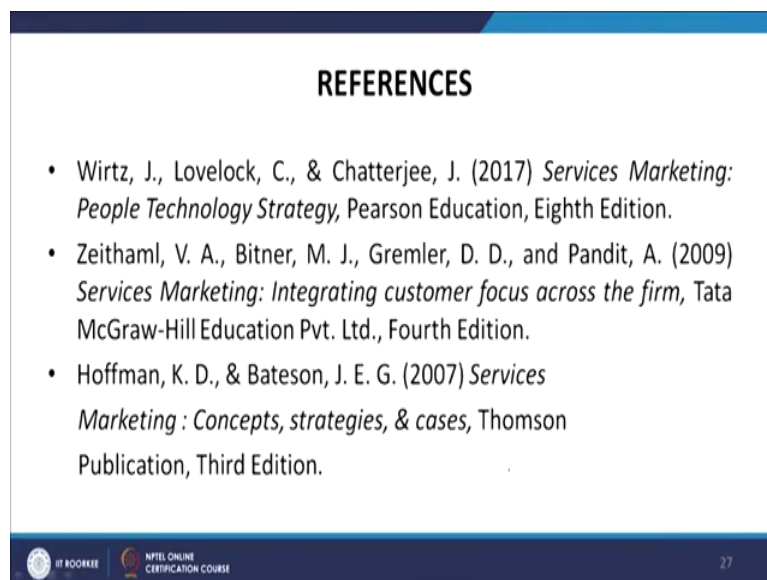 REFERENCES
• Wirtz, J., Lovelock, C., & Chatterjee, J. (2017) Services Marketing:
People Technology Strategy, Pearson Education, Eighth Edition.
• Zeithaml, V. A., Bitner, M. J., Gremler, D. D., and Pandit, A. (2009)
Services Marketing: Integrating customer focus across the firm, Tata
McGraw-Hill Education Pvt. Ltd., Fourth Edition.
• Hoffman, K. D., & Bateson, J. E. G. (2007) Services
Marketing : Concepts, strategies, & cases, Thomson
Publication, Third Edition.
IIT ROORKEE
NPTEL ONLINE
CERTIFICATION COURSE
27